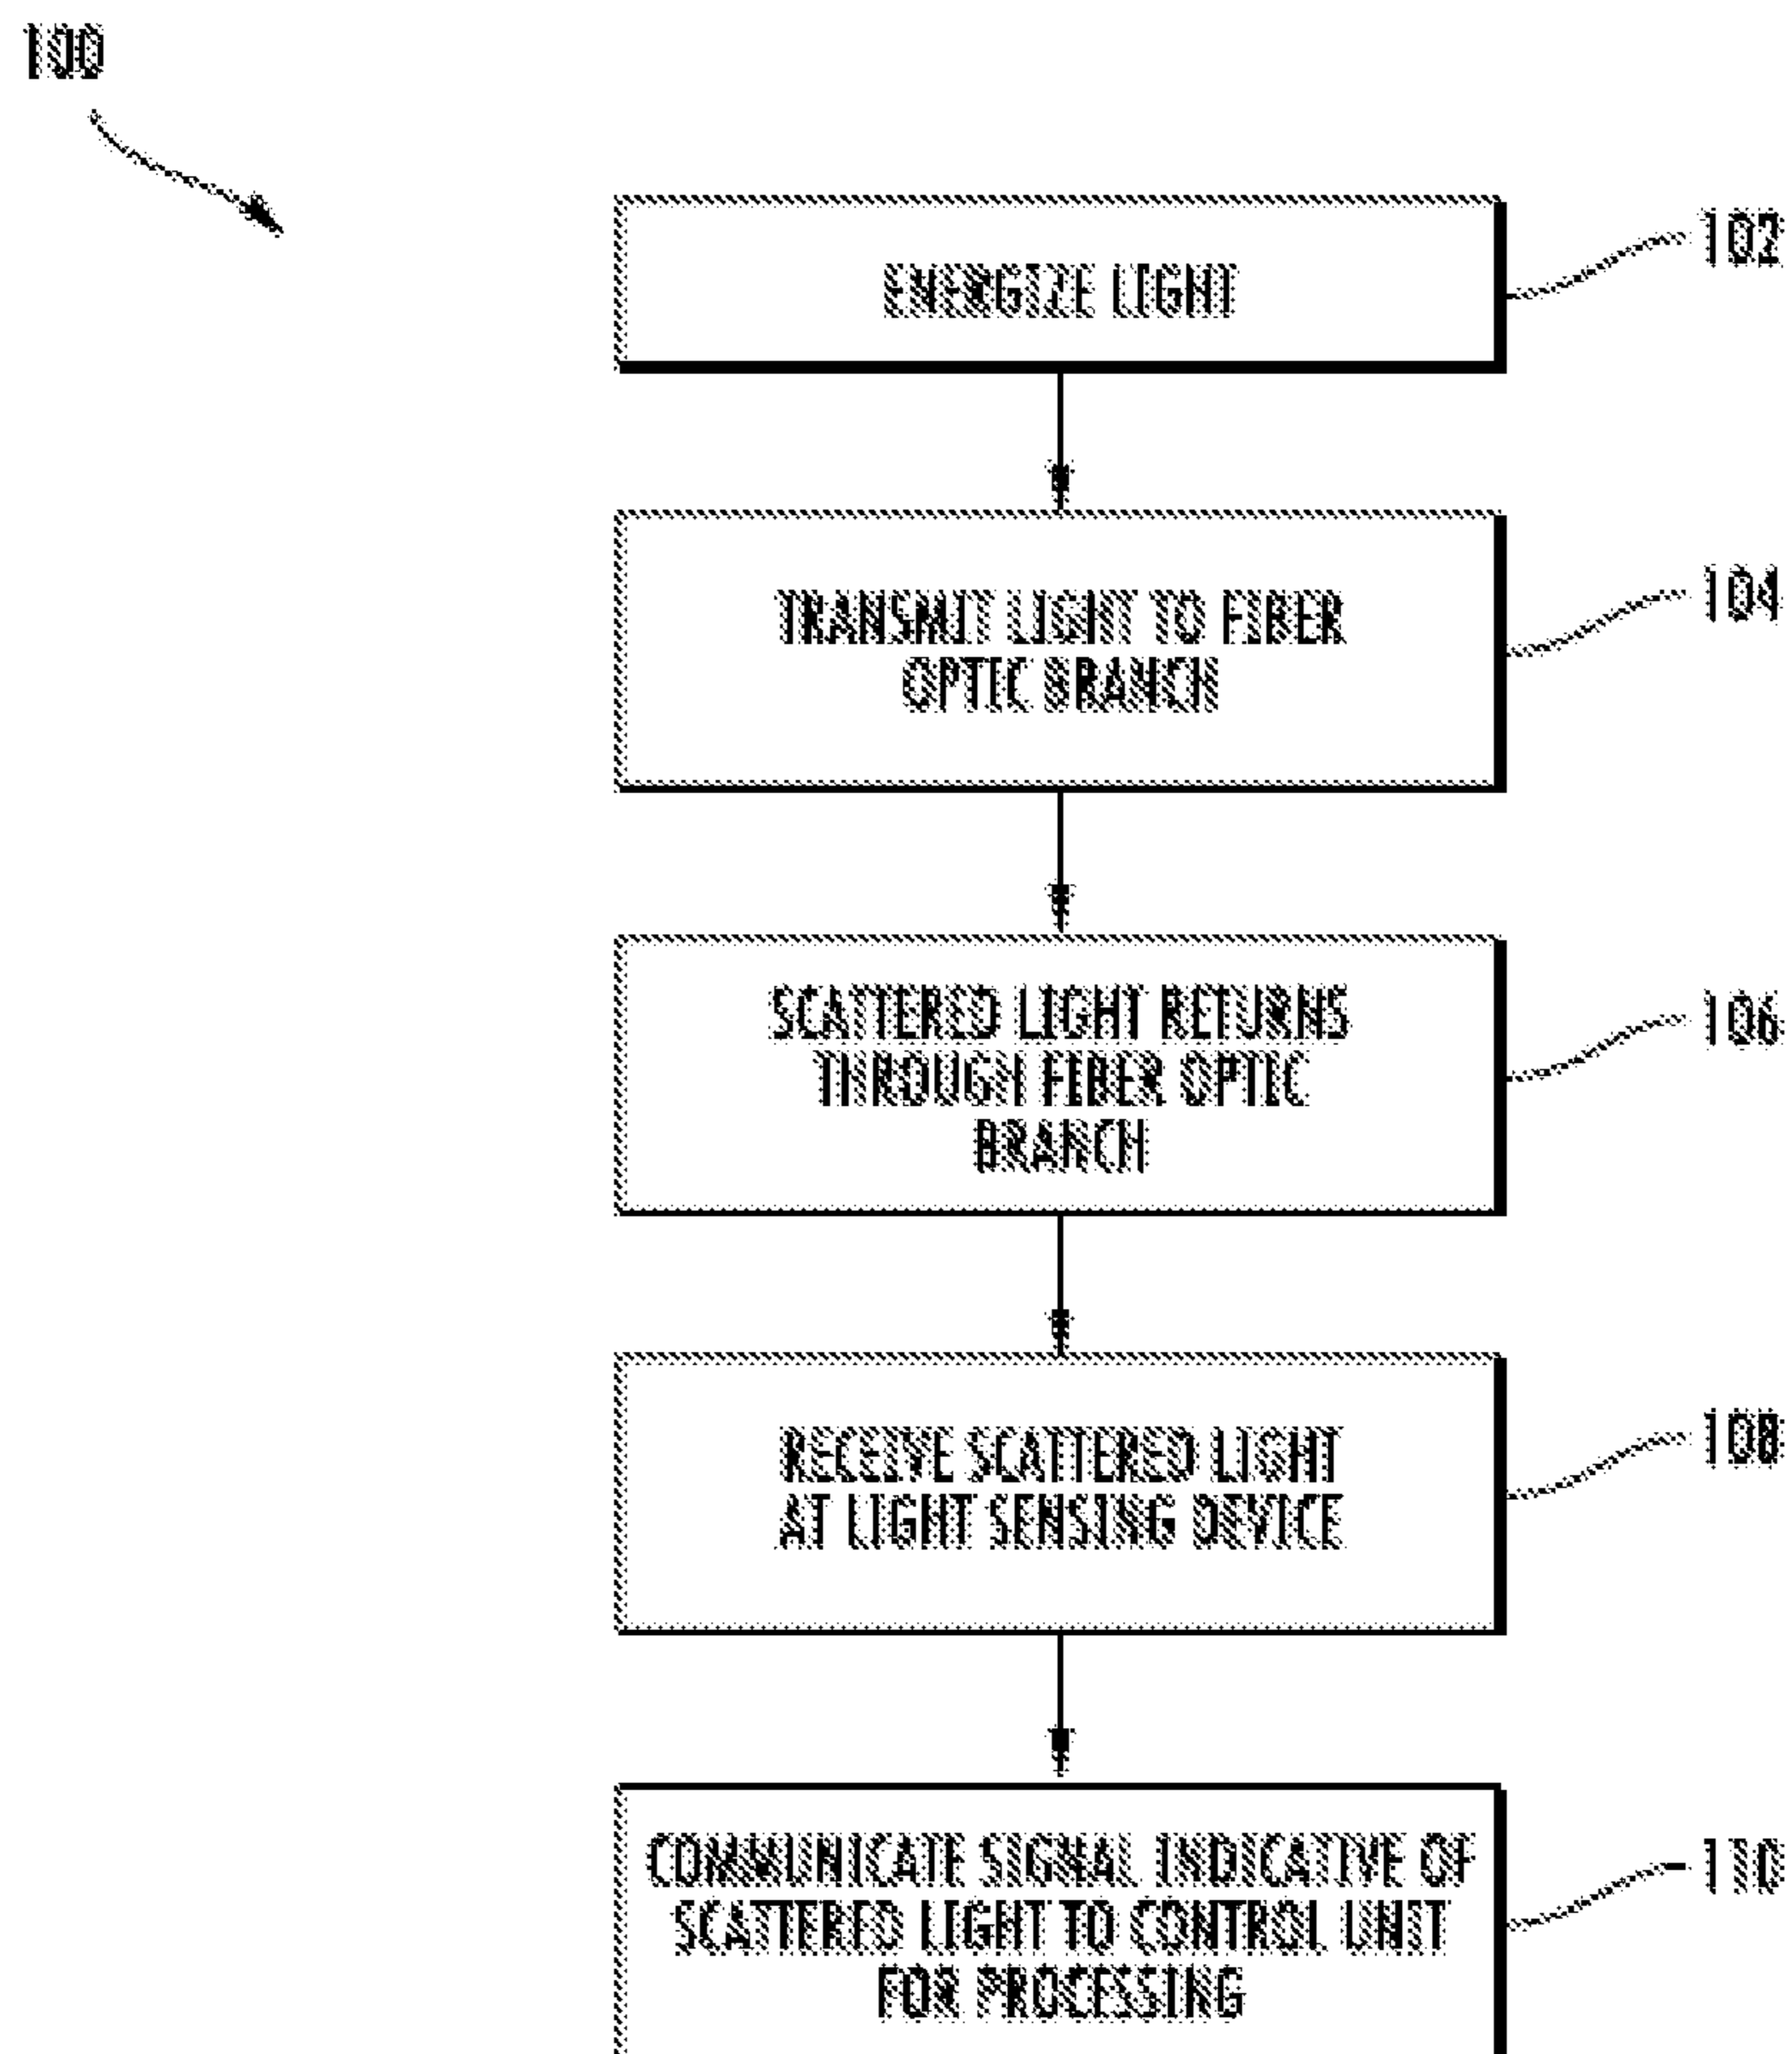 100
ENERGIZE LIGHT
102
TRANSMIT LIGHT TO FIBER
OPTIC BRANCH
104
SCATTERED LIGHT RETURNS
THROUGH FIBER OPTIC
BRANCH
106
RECEIVE SCATTERED LIGHT
AT LIGHT SENSING DEVICE
108
COMMUNICATE SIGNAL INDICATIVE OF
SCATTERED LIGHT TO CONTROL UNIT
FOR PROCESSING
110